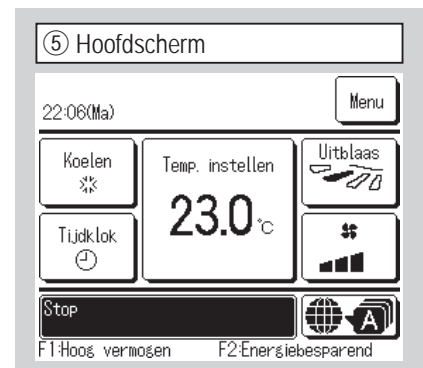 ⑤ Hoofdscherm
22:06(Ma)
Menu
Koelen
Temp. instellen
Uitblaas
23.0 °C
Tijdklok
Stop
A
F1:Hoog vermogen F2:Energiebesparend